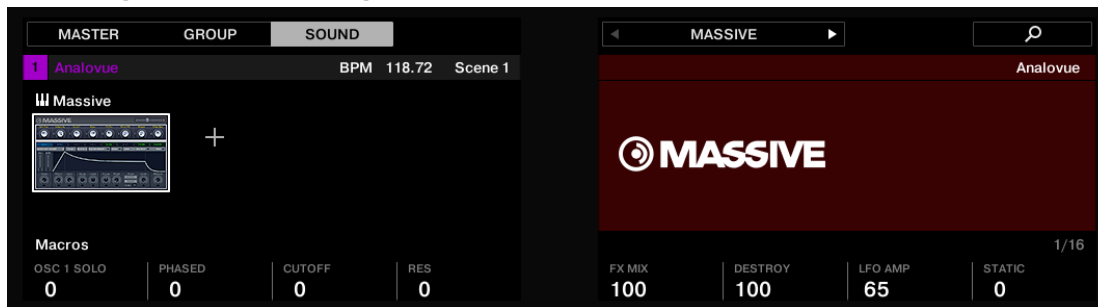 MASTER GROUP SOUND
1 Analovue BPM 118.72 Scene 1
Massive
MASSIVE
Macros
OSC 1 SOLO PHASED CUTOFF RES
0 0 0 0
MASSIVE
Analovue
MASSIVE
1/16
FX MIX DESTROY LFO AMP STATIC
100 100 65 0